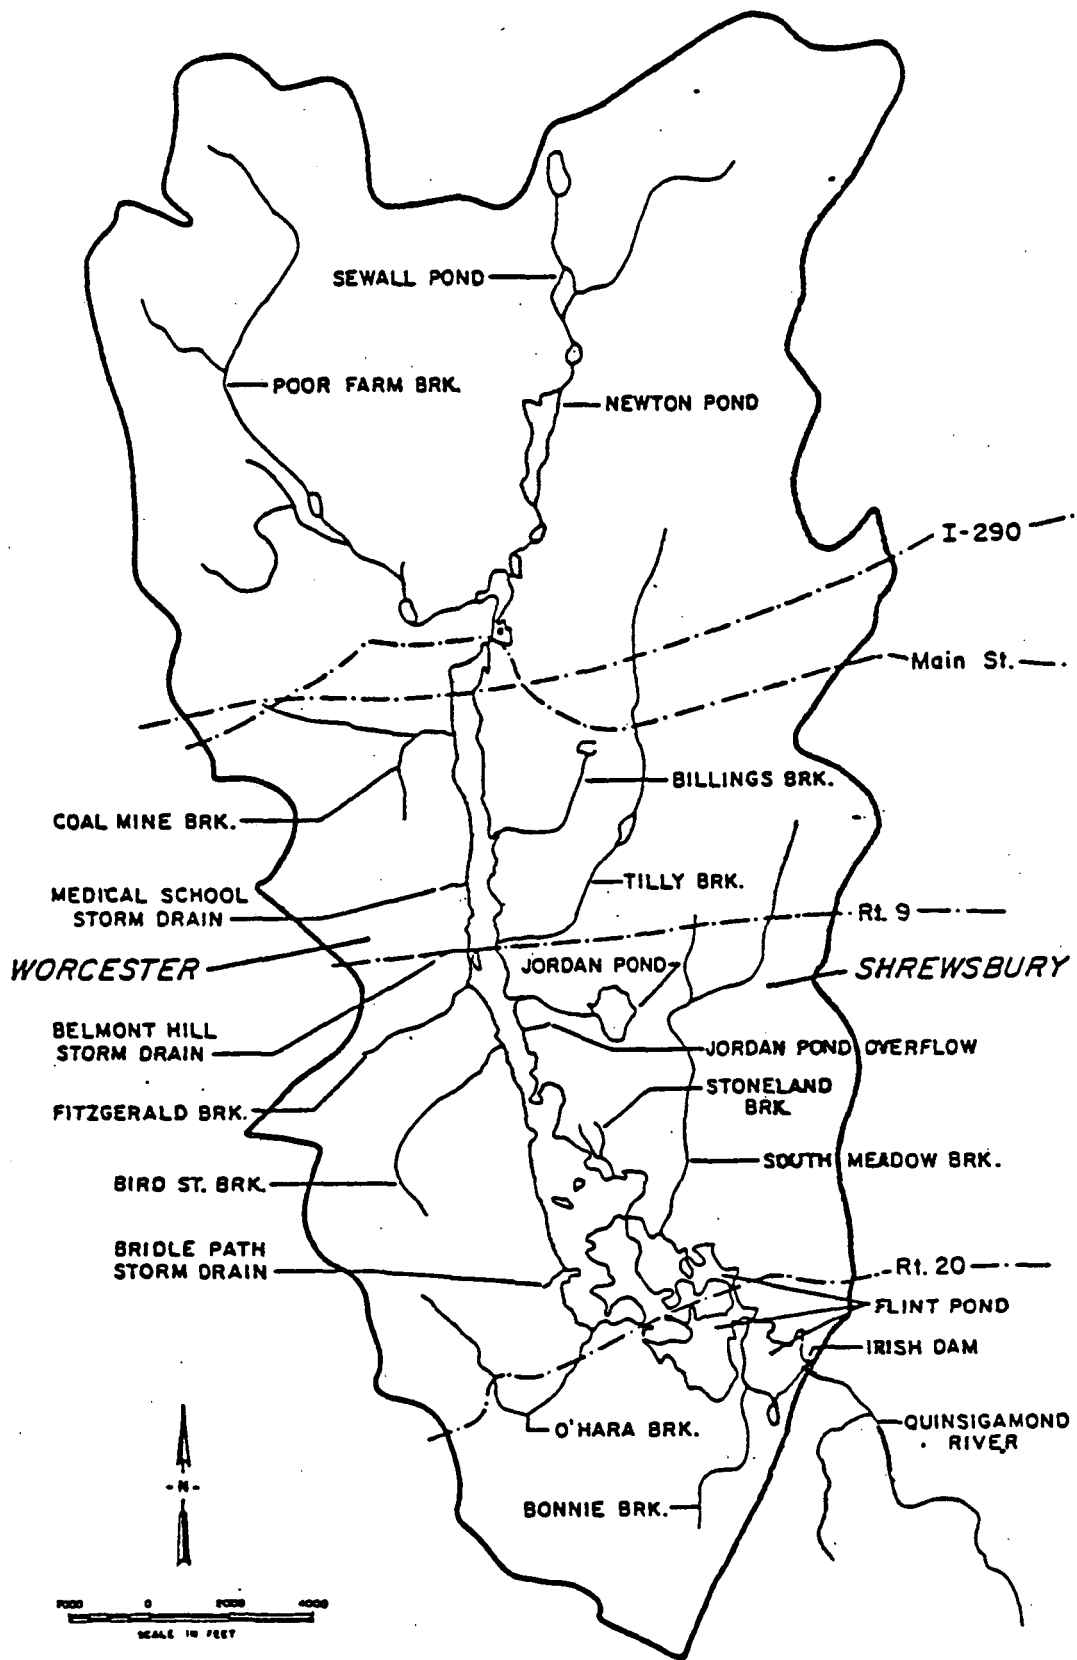 SEWALL POND
POOR FARM BRK.
NEWTON POND
I-290
Main St.
BILLINGS BRK.
COAL MINE BRK.
TILLY BRK.
MEDICAL SCHOOL
STORM DRAIN
Rt. 9
WORCESTER
JORDAN POND
SHREWSBURY
BELMONT HILL
STORM DRAIN
JORDAN POND OVERFLOW
STONELAND
BRK.
FITZGERALD BRK.
SOUTH MEADOW BRK.
BIRD ST. BRK.
BRIDLE PATH
STORM DRAIN
Rt. 20
FLINT POND
IRISH DAM
QUINSIGAMOND
RIVER
O'HARA BRK.
-N-
BONNIE BRK.
0 2000 4000
SCALE IN FEET